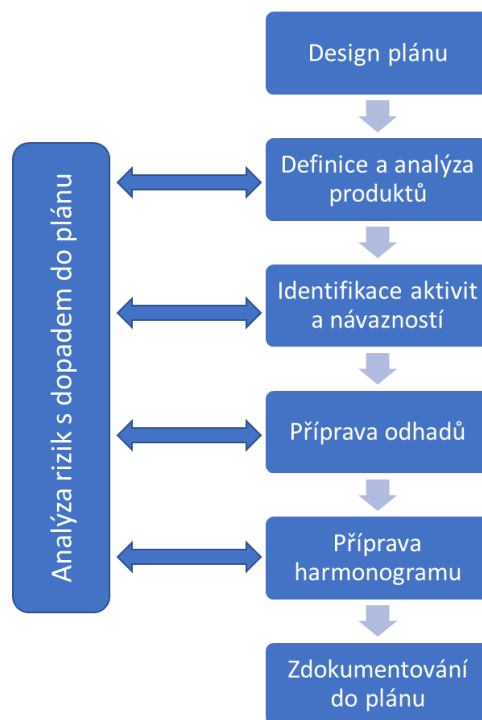 Design plánu
Analýza rizik s dopadem do plánu
Definice a analýza
produktů
Identifikace aktivit
a návazností
Příprava odhadů
Příprava
harmonogramu
Zdokumentování
do plánu